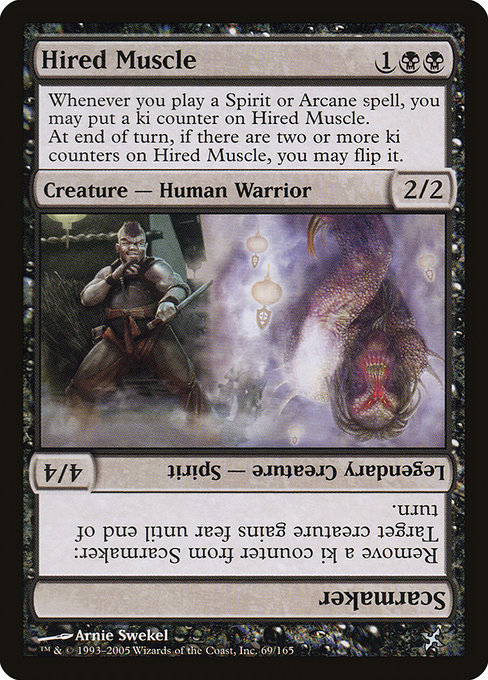 Hired Muscle 1
Whenever you play a Spirit or Arcane spell, you
may put a ki counter on Hired Muscle.
At end of turn, if there are two or more ki
counters on Hired Muscle, you may flip it.
Creature — Human Warrior
2/2
Scarmaker
Remove a ki counter from Scarmaker:
Target creature gains fear until end of
turn.
Legendary Creature — Spirit
4/4
Arnie Swekel
™ & © 1993–2005 Wizards of the Coast, Inc. 69/165